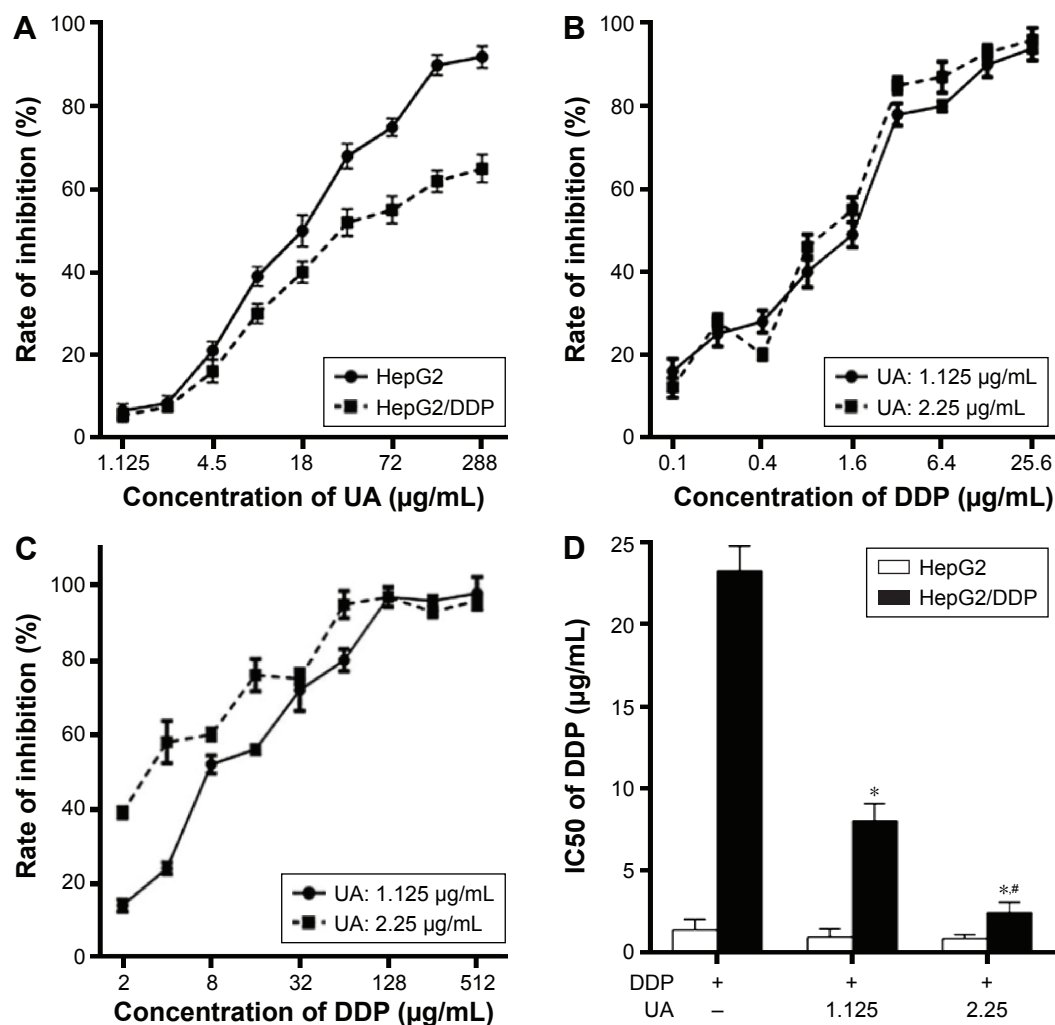 A
Rate of inhibition (%)
100
80
60
40
20
0
HepG2
HepG2/DDP
1.125 4.5 18 72 288
Concentration of UA (µg/mL)
B
Rate of inhibition (%)
100
80
60
40
20
0
UA: 1.125 µg/mL
UA: 2.25 µg/mL
0.1 0.4 1.6 6.4 25.6
Concentration of DDP (µg/mL)
C
Rate of inhibition (%)
100
80
60
40
20
0
UA: 1.125 µg/mL
UA: 2.25 µg/mL
2 8 32 128 512
Concentration of DDP (µg/mL)
D
IC50 of DDP (µg/mL)
25
20
15
10
5
0
HepG2
HepG2/DDP
*
*,#
DDP + + +
UA – 1.125 2.25